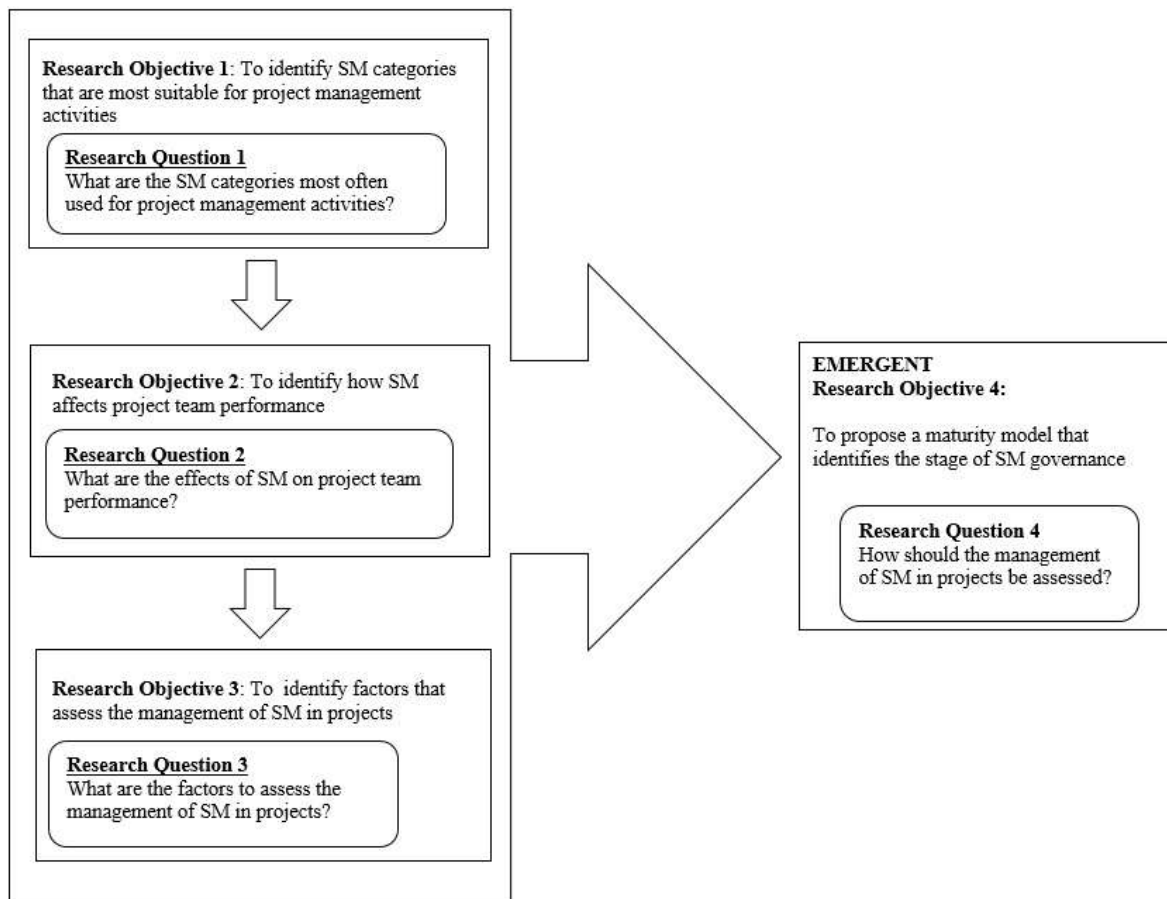 Research Objective 1: To identify SM categories
that are most suitable for project management
activities
Research Question 1
What are the SM categories most often
used for project management activities?
Research Objective 2: To identify how SM
affects project team performance
Research Question 2
What are the effects of SM on project team
performance?
Research Objective 3: To  identify factors that
assess the management of SM in projects
Research Question 3
What are the factors to assess the
management of SM in projects?
EMERGENT
Research Objective 4:
To propose a maturity model that
identifies the stage of SM governance
Research Question 4
How should the management
of SM in projects be assessed?